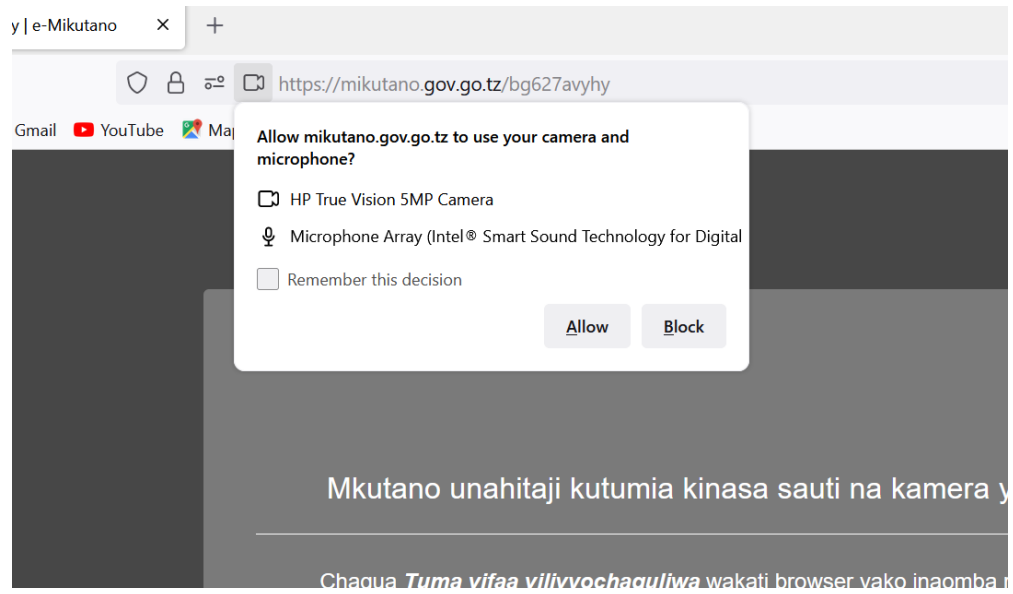 y | e-Mikutano
https://mikutano.gov.go.tz/bg627avyhy
Gmail YouTube
Allow mikutano.gov.go.tz to use your camera and
microphone?
HP True Vision 5MP Camera
Microphone Array (Intel® Smart Sound Technology for Digital
Remember this decision
Allow Block
Mkutano unahitaji kutumia kinasa sauti na kamera y
Chagua Tuma vifaa vilivyochaguliwa wakati browser yako inaomba